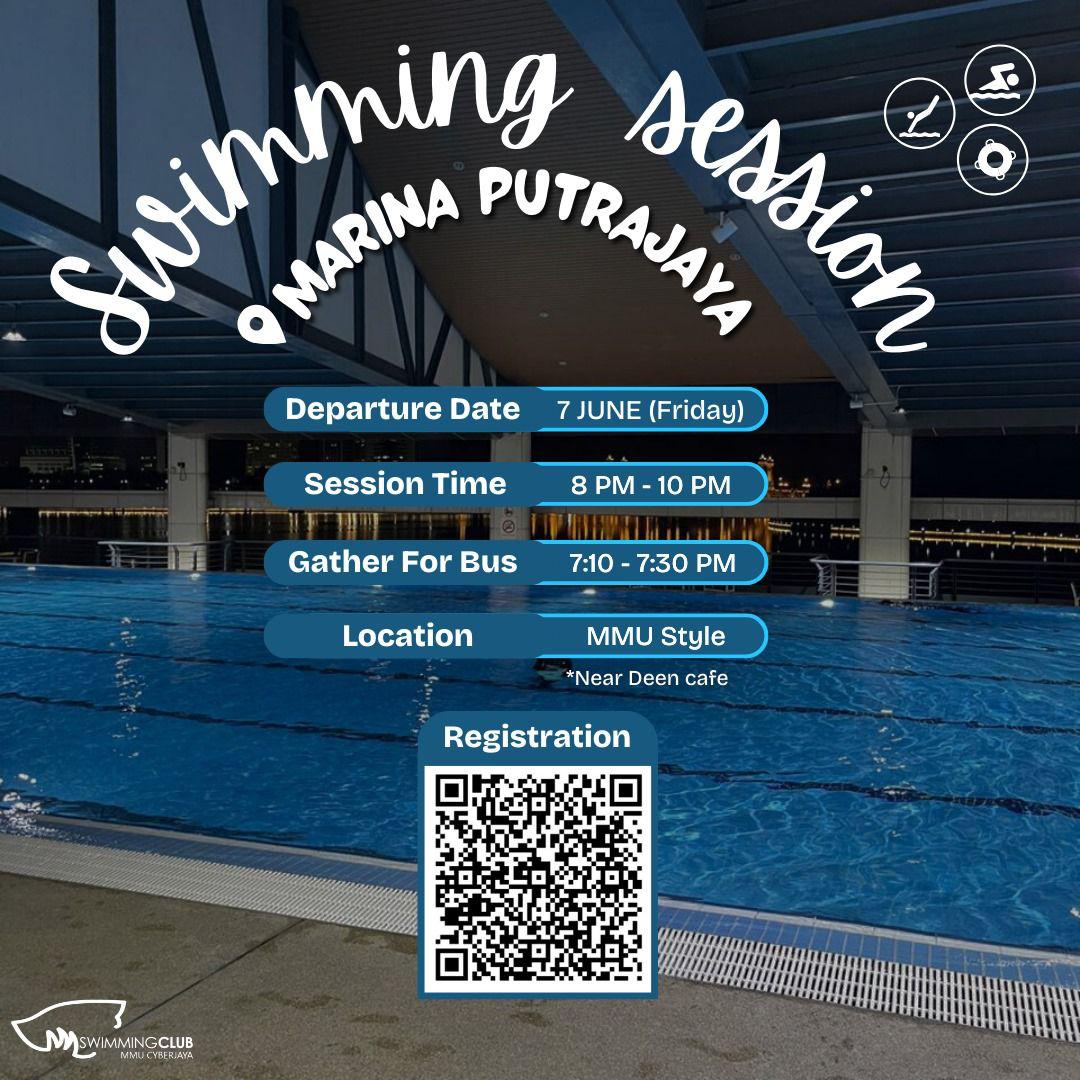 swimming session
MARINA PUTRAJAYA
Departure Date 7 JUNE (Friday)
Session Time 8 PM - 10 PM
Gather For Bus 7:10 - 7:30 PM
Location MMU Style
*Near Deen cafe
Registration
SWIMMINGCLUB
MMU CYBERJAYA